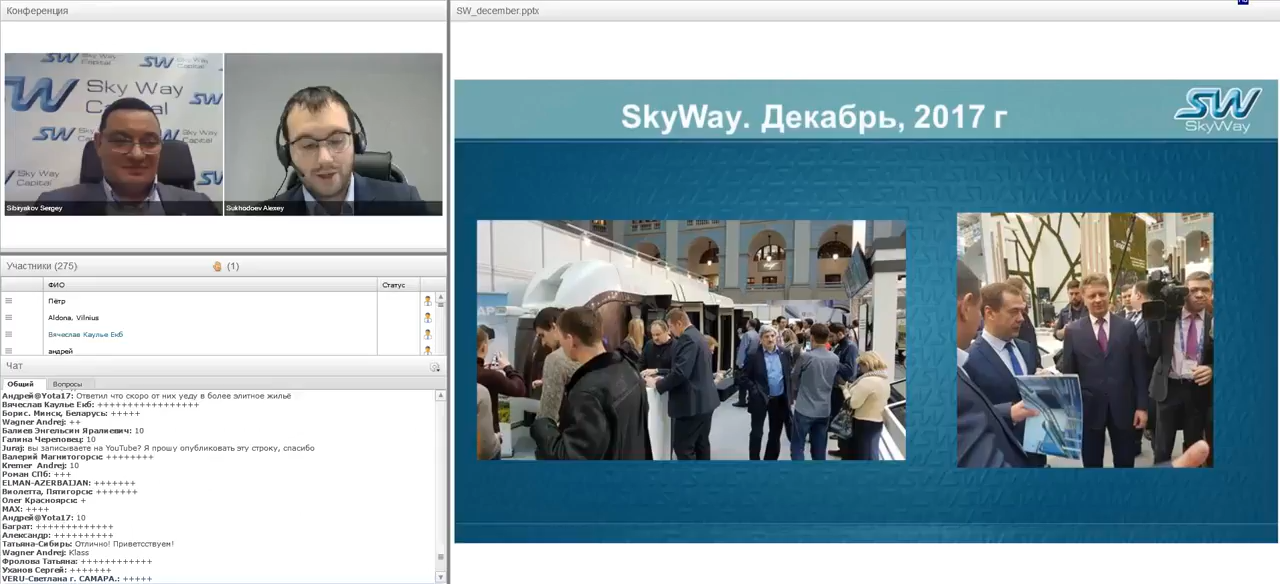 Конференция
Sky Way
Capital
Sibiryakov Sergey
Sukhodoev Alexey
Участники (275)
(1)
ФИО
Статус
Пётр
Aldona, Vilnius
Вячеслав Каулье Екб
андрей
Чат
Общий
Вопросы
Андрей@Yota17: Ответил что скоро от них уеду в более элитное жильё
Вячеслав Каулье Екб: +++++++++++++++++
Борис. Минск, Беларусь: +++++
Wagner Andrej: ++
Балиев Энгельсин Яралиевич: 10
Галина Череповец: 10
Juraj: вы записываете на YouTube? Я прошу опубликовать эту строку, спасибо
Валерий Магнитогорск: ++++++++
Kremer Andrej: 10
Роман СПб: +++
ELMAN-AZERBAIJAN: +++++++
Виолетта, Пятигорск: +++++++
Олег Красноярск: +
MAX: ++++
Андрей@Yota17: 10
Баграт: +++++++++++++
Александр: ++++++++++
Татьяна-Сибирь: Отлично! Приветсствуем!
Wagner Andrej: Klass
Фролова Татьяна: ++++++++++++
Уханов Сергей: +++++++
VERU-Светлана г. САМАРА.: +++++
SW_december.pptx
SkyWay. Декабрь, 2017 г
SW
SkyWay